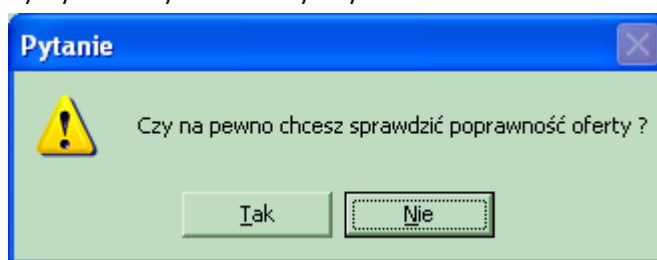 Pytanie
Czy na pewno chcesz sprawdzić poprawność oferty ?
Tak Nie